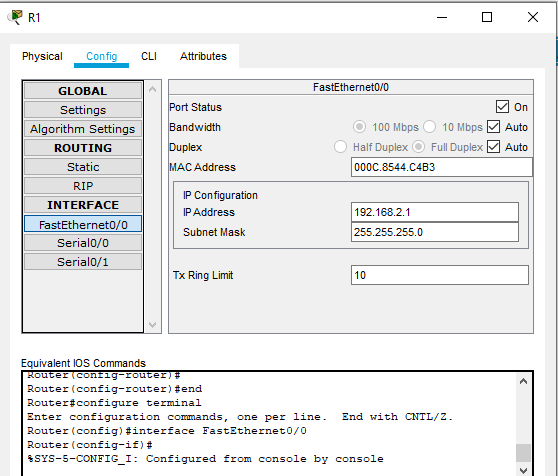 R1
Physical Config CLI Attributes
GLOBAL
Settings
Algorithm Settings
ROUTING
Static
RIP
INTERFACE
FastEthernet0/0
Serial0/0
Serial0/1
FastEthernet0/0
Port Status On
Bandwidth 100 Mbps 10 Mbps Auto
Duplex Half Duplex Full Duplex Auto
MAC Address 000C.8544.C4B3
IP Configuration
IP Address 192.168.2.1
Subnet Mask 255.255.255.0
Tx Ring Limit 10
Equivalent IOS Commands
Router(config-router)#
Router(config-router)#end
Router#configure terminal
Enter configuration commands, one per line. End with CNTL/Z.
Router(config)#interface FastEthernet0/0
Router(config-if)#
%SYS-5-CONFIG_I: Configured from console by console